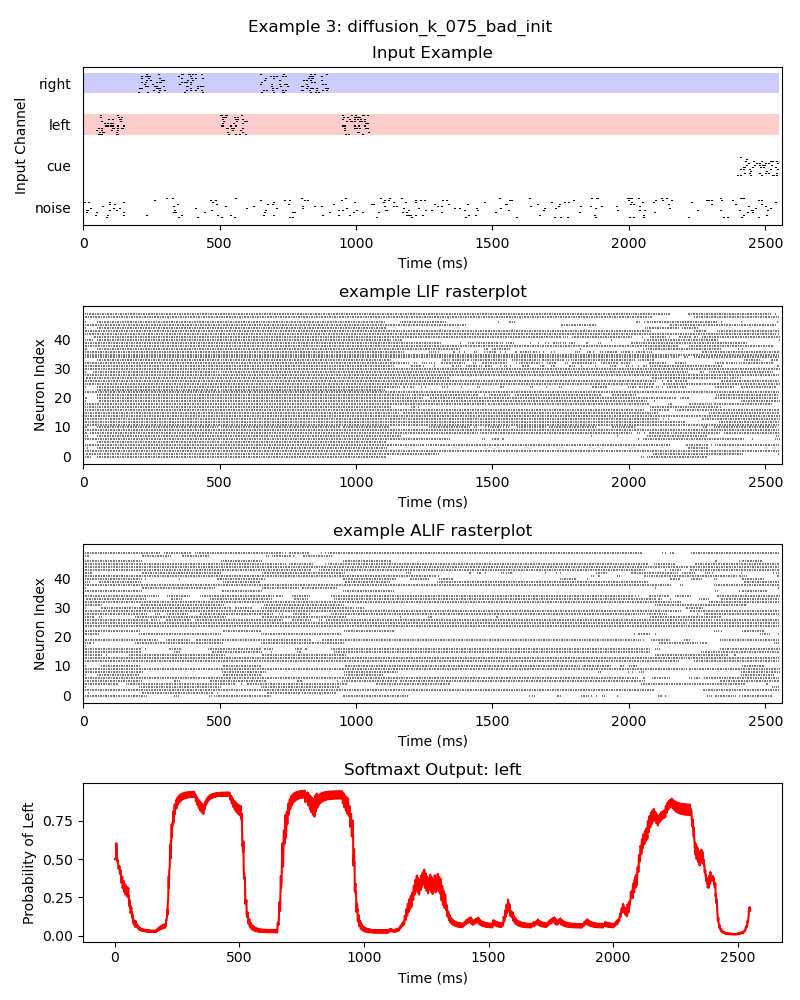 Example 3: diffusion_k_075_bad_init
Input Example
Input Channel
right
left
cue
noise
0 500 1000 1500 2000 2500
Time (ms)
example LIF rasterplot
Neuron Index
40
30
20
10
0
0 500 1000 1500 2000 2500
Time (ms)
example ALIF rasterplot
Neuron Index
40
30
20
10
0
0 500 1000 1500 2000 2500
Time (ms)
Softmaxt Output: left
Probability of Left
0.75
0.50
0.25
0.00
0 500 1000 1500 2000 2500
Time (ms)